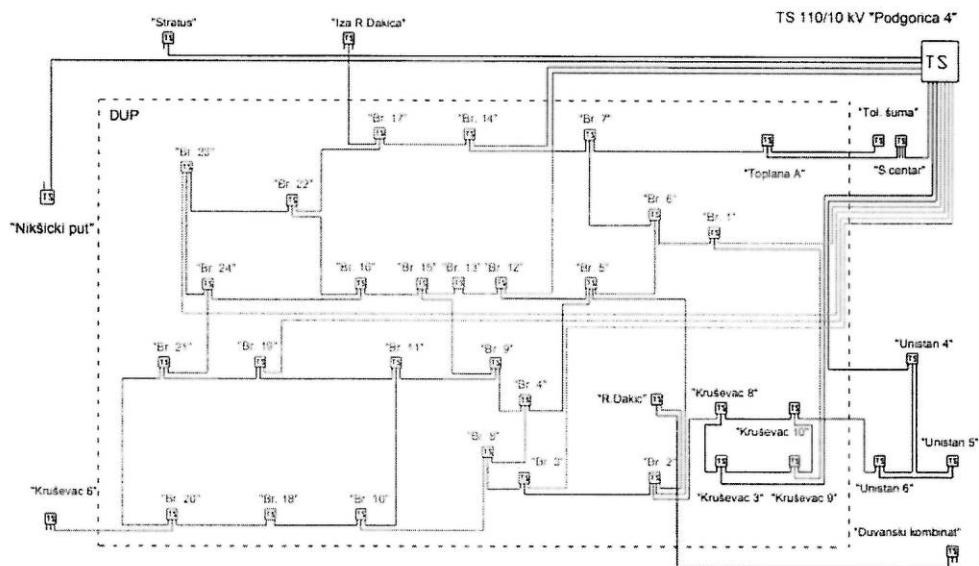 TS 110/10 kV "Podgorica 4"
"Stratus"
"Iza R.Dakica"
TS
DUP
"Br. 17"
"Br. 14"
"Br. 7"
"Tol. šuma"
"Toplana A"
"S.centar"
"Br. 22"
"Nikšicki put"
"Br. 6"
"Br. 1"
"Br. 24"
"Br. 15"
"Br. 13"
"Br. 12"
"Br. 5"
"Br. 21"
"Br. 19"
"Br. 11"
"Br. 9"
"Unistan 4"
"Br. 4"
"R.Dakic"
"Kruševac 8"
"Kruševac 10"
"Unistan 5"
"Br. 3"
"Br. 2"
"Kruševac 6"
"Br. 20"
"Br. 18"
"Kruševac 3"
"Kruševac 9"
"Unistan 6"
"Duvanski kombinat"